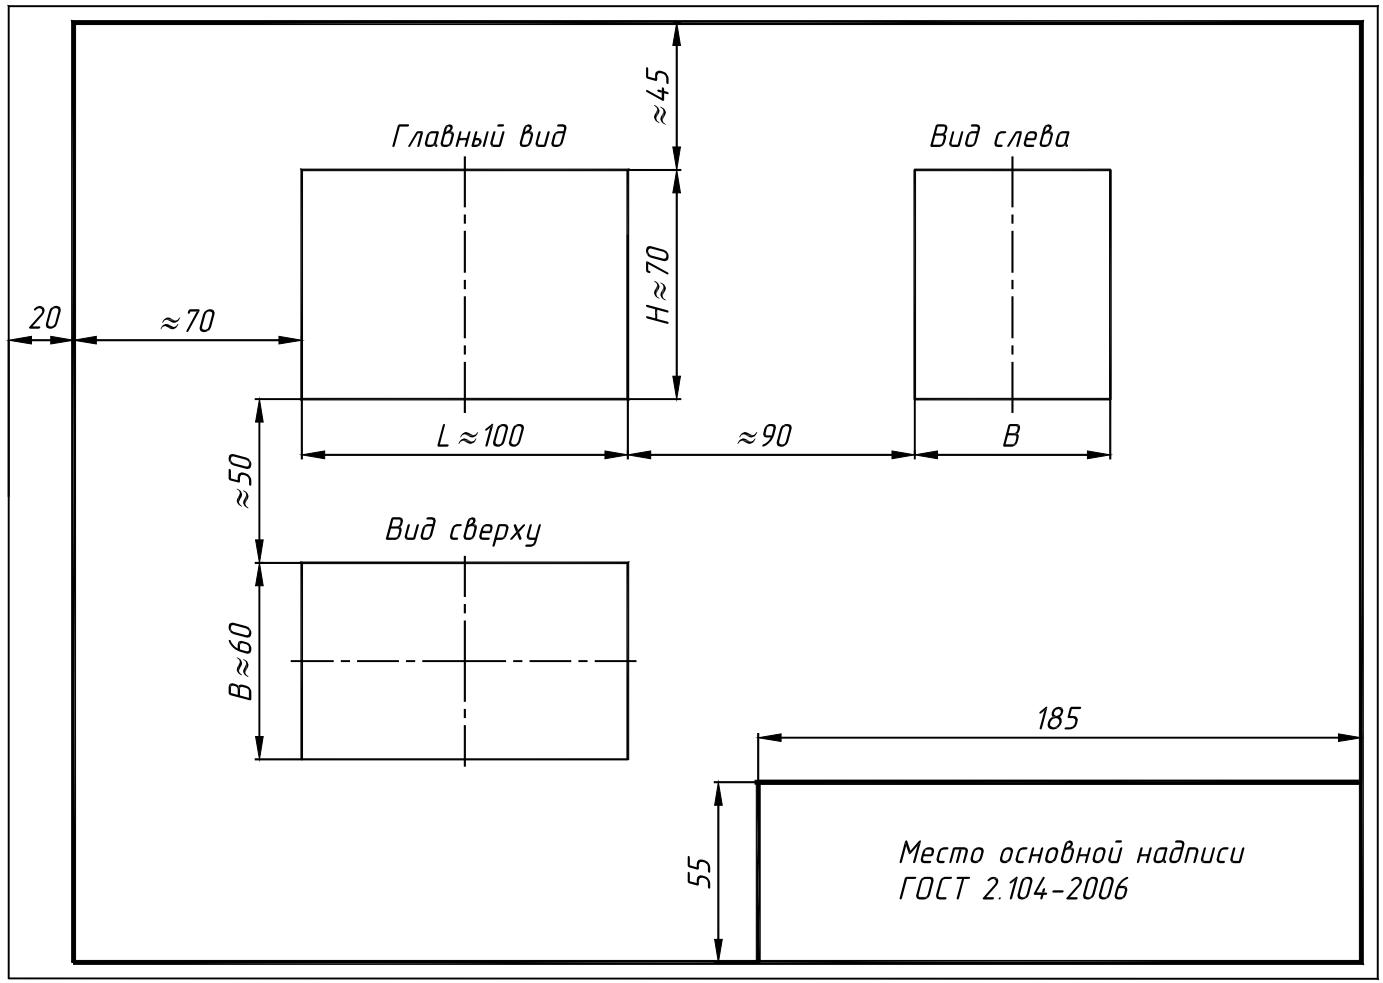 ≈45
Главный вид
Вид слева
H≈70
20
≈70
L≈100
≈90
B
≈50
Вид сверху
B≈60
185
55
Место основной надписи
ГОСТ 2.104-2006